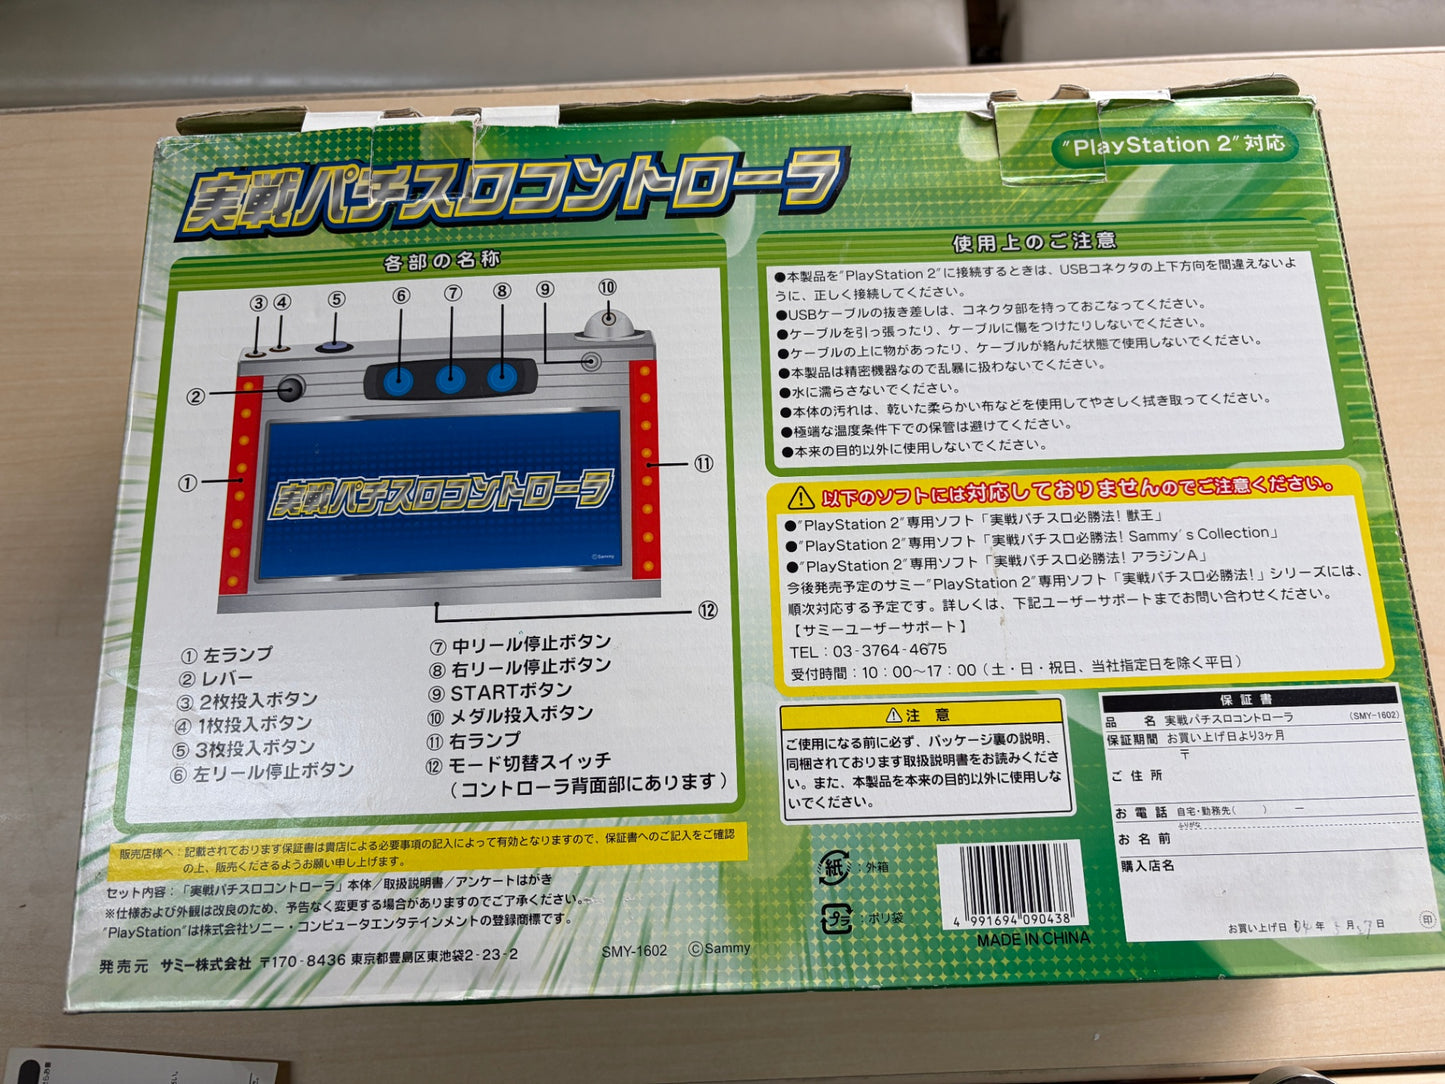 実戦パチスロコントローラ
"PlayStation 2"対応
各部の名称
③ ④ ⑤ ⑥ ⑦ ⑧ ⑨ ⑩
②
①
⑪
⑫
実戦パチスロコントローラ
©Sammy
① 左ランプ
② レバー
③ 2枚投入ボタン
④ 1枚投入ボタン
⑤ 3枚投入ボタン
⑥ 左リール停止ボタン
⑦ 中リール停止ボタン
⑧ 右リール停止ボタン
⑨ STARTボタン
⑩ メダル投入ボタン
⑪ 右ランプ
⑫ モード切替スイッチ
（コントローラ背面部にあります）
使用上のご注意
●本製品を"PlayStation 2"に接続するときは、USBコネクタの上下方向を間違えないよ
うに、正しく接続してください。
●USBケーブルの抜き差しは、コネクタ部を持っておこなってください。
●ケーブルを引っ張ったり、ケーブルに傷をつけたりしないでください。
●ケーブルの上に物があったり、ケーブルが絡んだ状態で使用しないでください。
●本製品は精密機器なので乱暴に扱わないでください。
●水に濡らさないでください。
●本体の汚れは、乾いた柔らかい布などを使用してやさしく拭き取ってください。
●極端な温度条件下での保管は避けてください。
●本来の目的以外に使用しないでください。
以下のソフトには対応しておりませんのでご注意ください。
●"PlayStation 2"専用ソフト「実戦パチスロ必勝法！獣王」
●"PlayStation 2"専用ソフト「実戦パチスロ必勝法！Sammy's Collection」
●"PlayStation 2"専用ソフト「実戦パチスロ必勝法！アラジンA」
今後発売予定のサミー"PlayStation 2"専用ソフト「実戦パチスロ必勝法！」シリーズには、
順次対応する予定です。詳しくは、下記ユーザーサポートまでお問い合わせください。
【サミーユーザーサポート】
TEL：03-3764-4675
受付時間：10：00〜17：00（土・日・祝日、当社指定日を除く平日）
注 意
ご使用になる前に必ず、パッケージ裏の説明、
同梱されております取扱説明書をお読みくださ
い。また、本製品を本来の目的以外に使用しな
いでください。
保 証 書
品 名 実戦パチスロコントローラ （SMY-1602）
保証期間 お買い上げ日より3ヶ月
〒
ご 住 所
お 電 話 自宅・勤務先（ ） ー
ふりがな
お 名 前
購入店名
お買い上げ日 年 月 日 印
販売店様へ：記載されております保証書は貴店による必要事項の記入によって有効となりますので、保証書へのご記入をご確認
の上、販売くださるようお願い申し上げます。
セット内容：「実戦パチスロコントローラ」本体／取扱説明書／アンケートはがき
※仕様および外観は改良のため、予告なく変更する場合がありますのでご了承ください。
"PlayStation"は株式会社ソニー・コンピュータエンタテインメントの登録商標です。
発売元 サミー株式会社 〒170-8436 東京都豊島区東池袋2-23-2
SMY-1602 ©Sammy
紙：外箱
プラ：ポリ袋
4 991694 090438
MADE IN CHINA